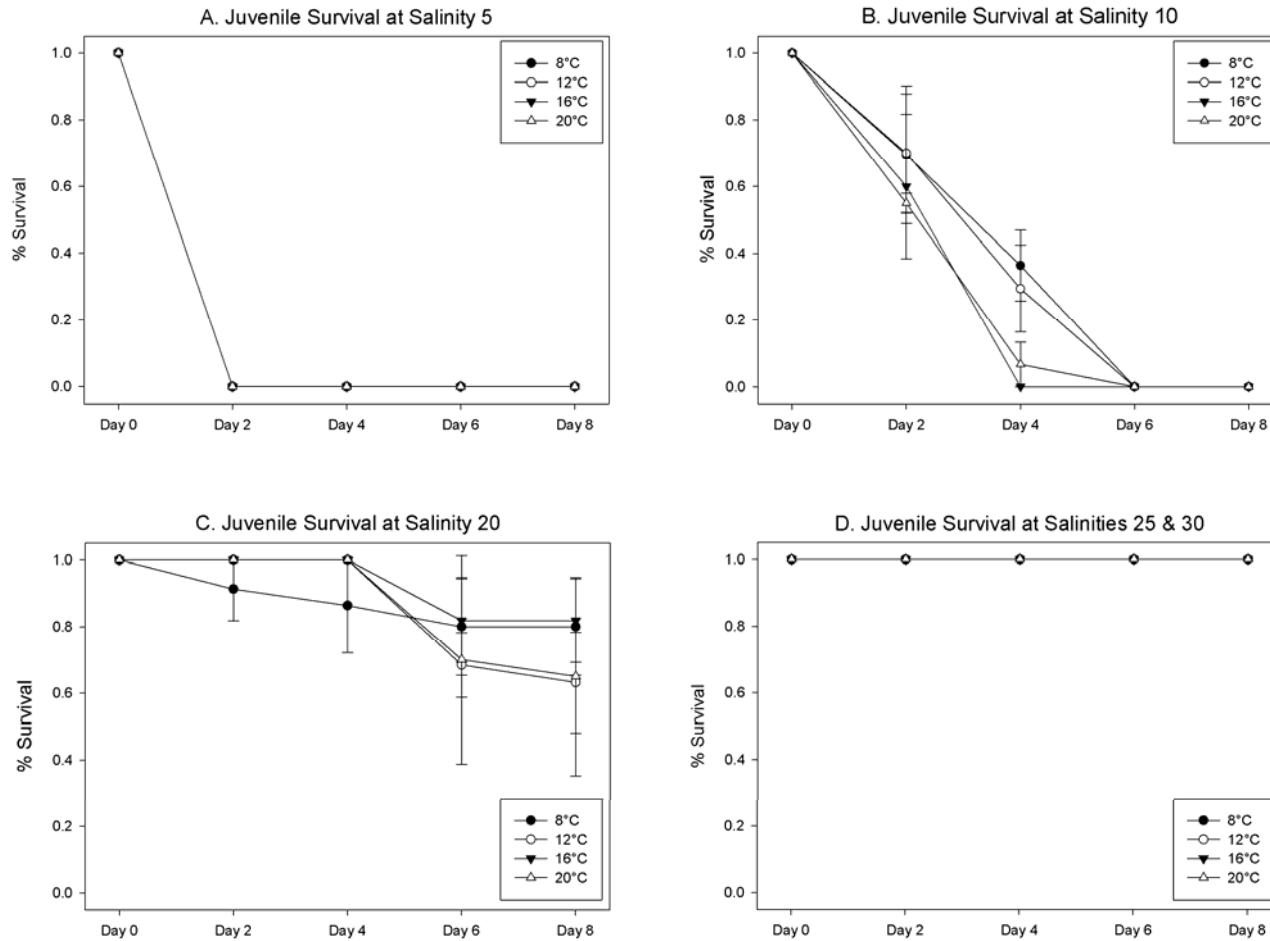 A. Juvenile Survival at Salinity 5
% Survival
1.0
0.8
0.6
0.4
0.2
0.0
8°C
12°C
16°C
20°C
Day 0 Day 2 Day 4 Day 6 Day 8
B. Juvenile Survival at Salinity 10
% Survival
1.0
0.8
0.6
0.4
0.2
0.0
8°C
12°C
16°C
20°C
Day 0 Day 2 Day 4 Day 6 Day 8
C. Juvenile Survival at Salinity 20
% Survival
1.0
0.8
0.6
0.4
0.2
0.0
8°C
12°C
16°C
20°C
Day 0 Day 2 Day 4 Day 6 Day 8
D. Juvenile Survival at Salinities 25 & 30
% Survival
1.0
0.8
0.6
0.4
0.2
0.0
8°C
12°C
16°C
20°C
Day 0 Day 2 Day 4 Day 6 Day 8